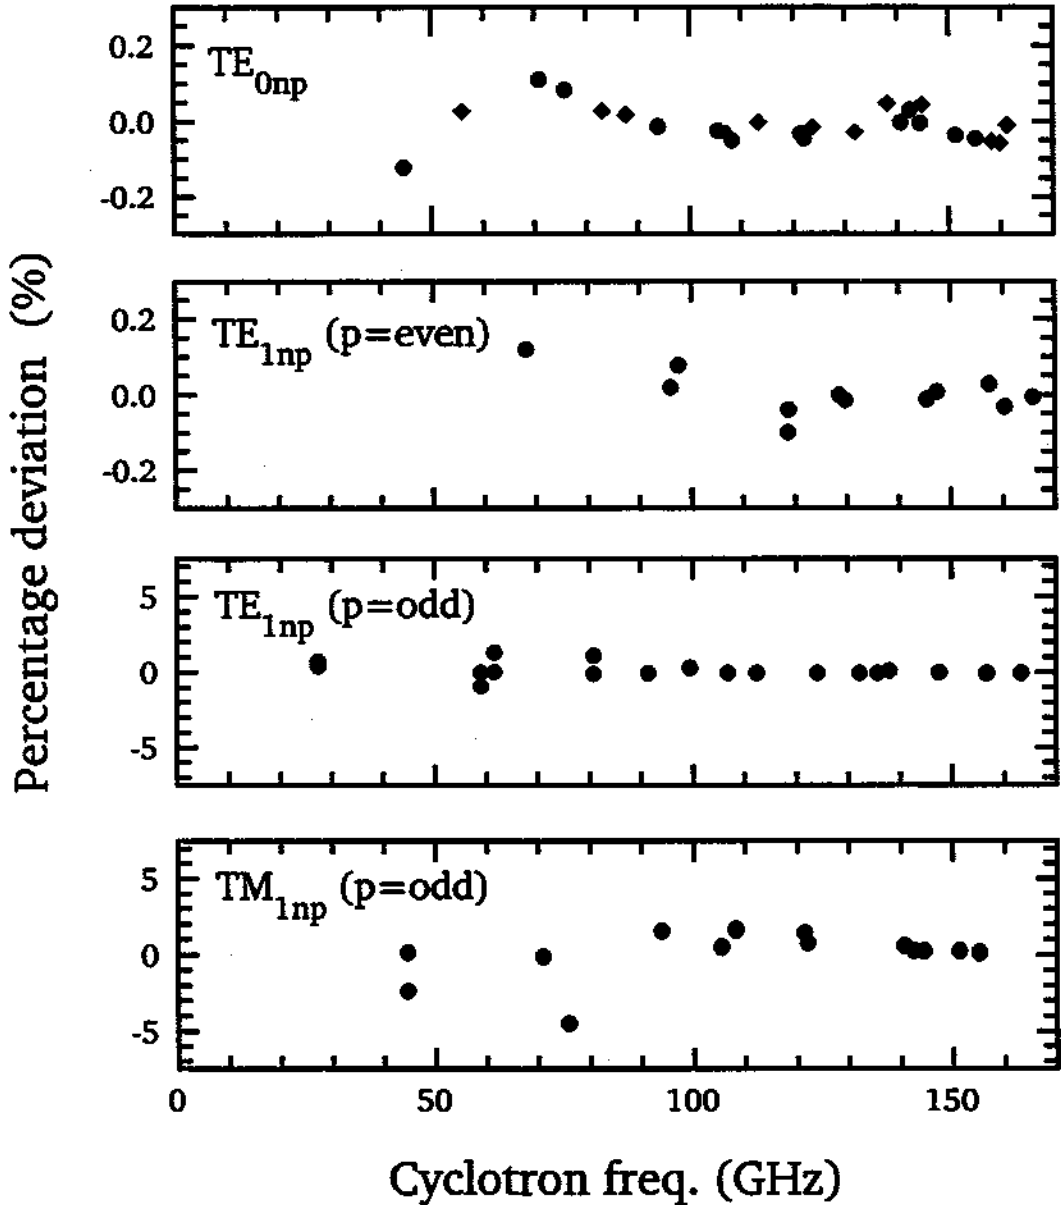 Percentage deviation (%)
TE0np
0.2
0.0
-0.2
TE1np (p=even)
0.2
0.0
-0.2
TE1np (p=odd)
5
0
-5
TM1np (p=odd)
5
0
-5
0 50 100 150
Cyclotron freq. (GHz)